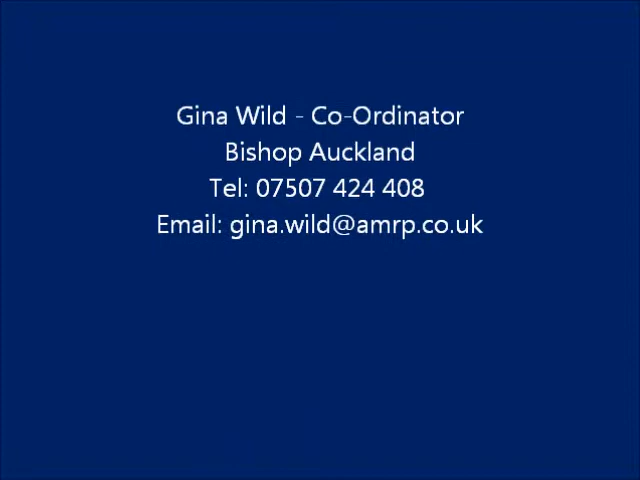 Gina Wild - Co-Ordinator
Bishop Auckland
Tel: 07507 424 408
Email: gina.wild@amrp.co.uk